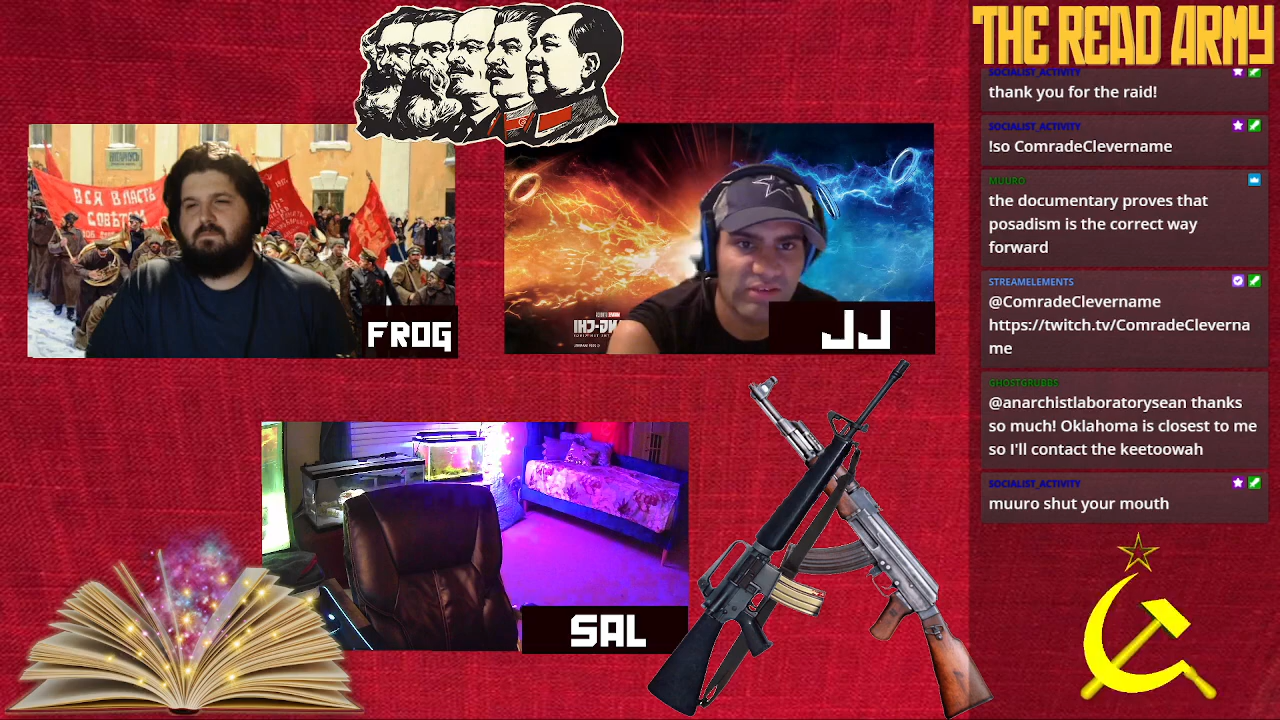 THE READ ARMY
SOCIALIST_ACTIVITY
thank you for the raid!
SOCIALIST_ACTIVITY
!so ComradeClevername
MUURO
the documentary proves that
posadism is the correct way
forward
STREAMELEMENTS
@ComradeClevername
https://twitch.tv/ComradeCleverna
me
GHOSTGRUBBS
@anarchistlaboratorysean thanks
so much! Oklahoma is closest to me
so I'll contact the keetoowah
SOCIALIST_ACTIVITY
muuro shut your mouth
ВСЯ ВЛАСТЬ
СОВѢТАМ
FROG
JJ
SAL